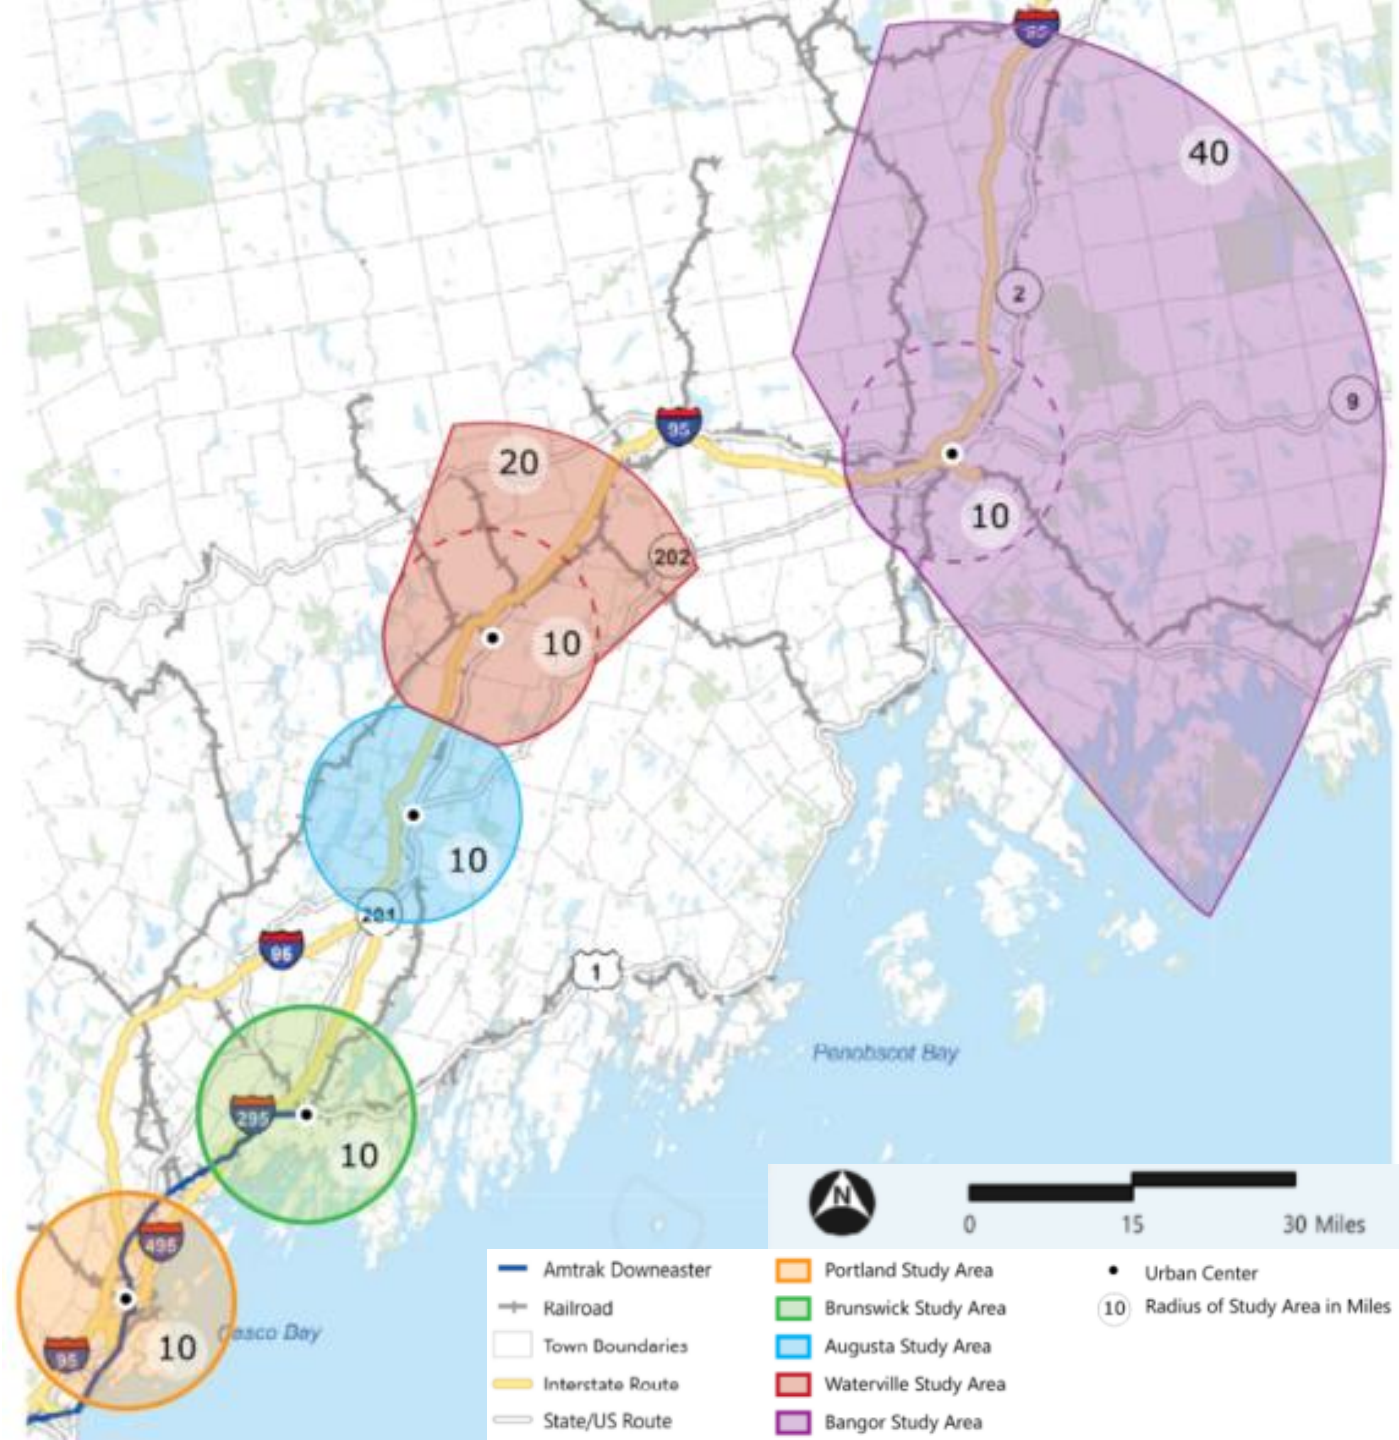 95
40
2
9
95
20
10
202
10
10
201
95
1
Penobscot Bay
295
10
495
Casco Bay
95
10
N
0 15 30 Miles
Amtrak Downeaster
Railroad
Town Boundaries
Interstate Route
State/US Route
Portland Study Area
Brunswick Study Area
Augusta Study Area
Waterville Study Area
Bangor Study Area
Urban Center
10 Radius of Study Area in Miles